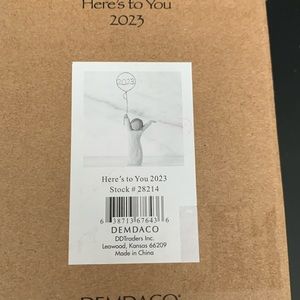 Here's to You
2023
2023
Here's to You 2023
Stock # 28214
6 38713 67643 6
DEMDACO
DDTraders Inc.
Leawood, Kansas 66209
Made in China
DEMDACO